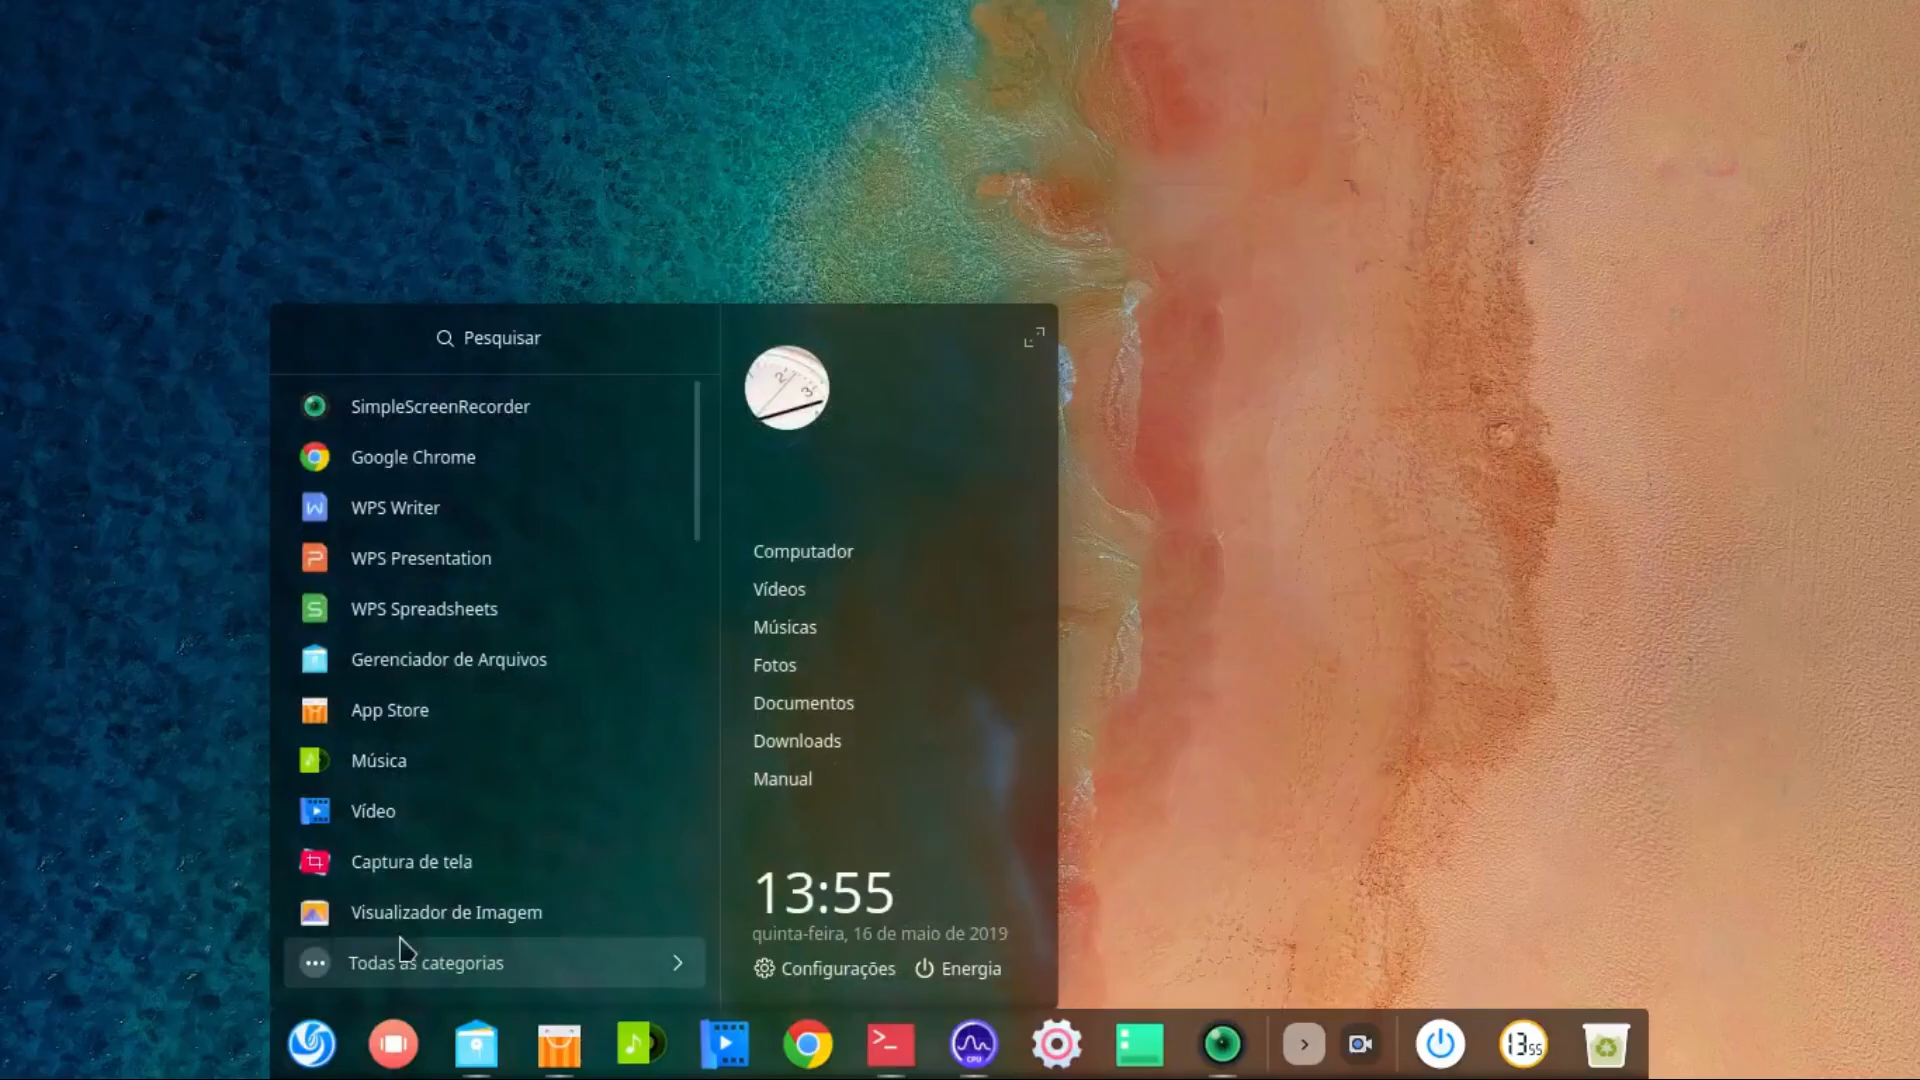 Pesquisar
SimpleScreenRecorder
Google Chrome
WPS Writer
WPS Presentation
WPS Spreadsheets
Gerenciador de Arquivos
App Store
Música
Vídeo
Captura de tela
Visualizador de Imagem
Todas as categorias
Computador
Vídeos
Músicas
Fotos
Documentos
Downloads
Manual
13:55
quinta-feira, 16 de maio de 2019
Configurações
Energia
CPU
1355